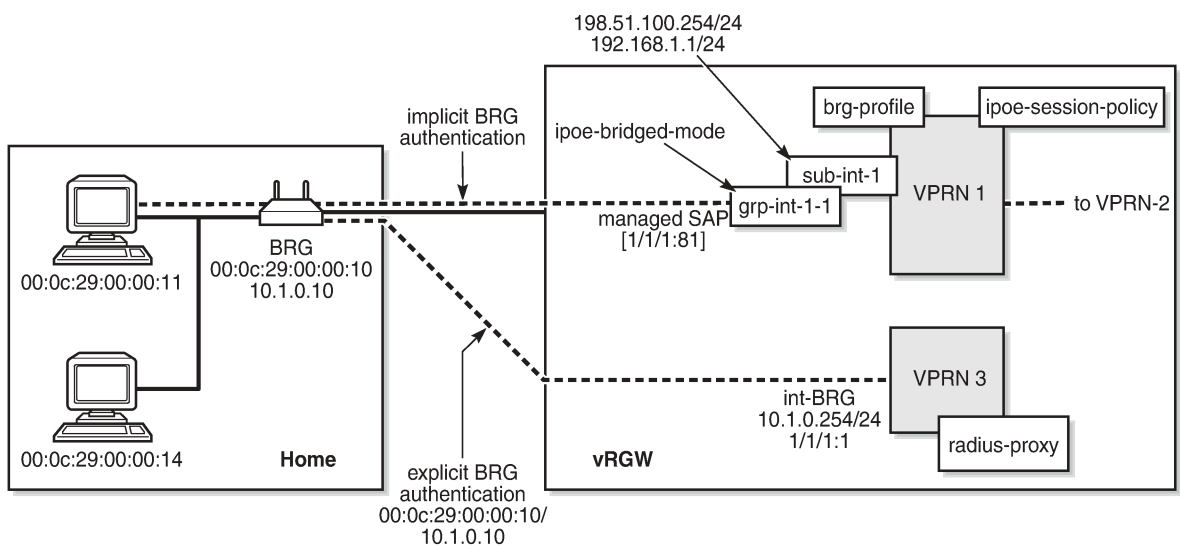 198.51.100.254/24
192.168.1.1/24
implicit BRG
authentication
ipoe-bridged-mode
brg-profile
ipoe-session-policy
sub-int-1
VPRN 1
grp-int-1-1
managed SAP
[1/1/1:81]
to VPRN-2
00:0c:29:00:00:11
BRG
00:0c:29:00:00:10
10.1.0.10
VPRN 3
int-BRG
10.1.0.254/24
1/1/1:1
radius-proxy
00:0c:29:00:00:14
Home
vRGW
explicit BRG
authentication
00:0c:29:00:00:10/
10.1.0.10